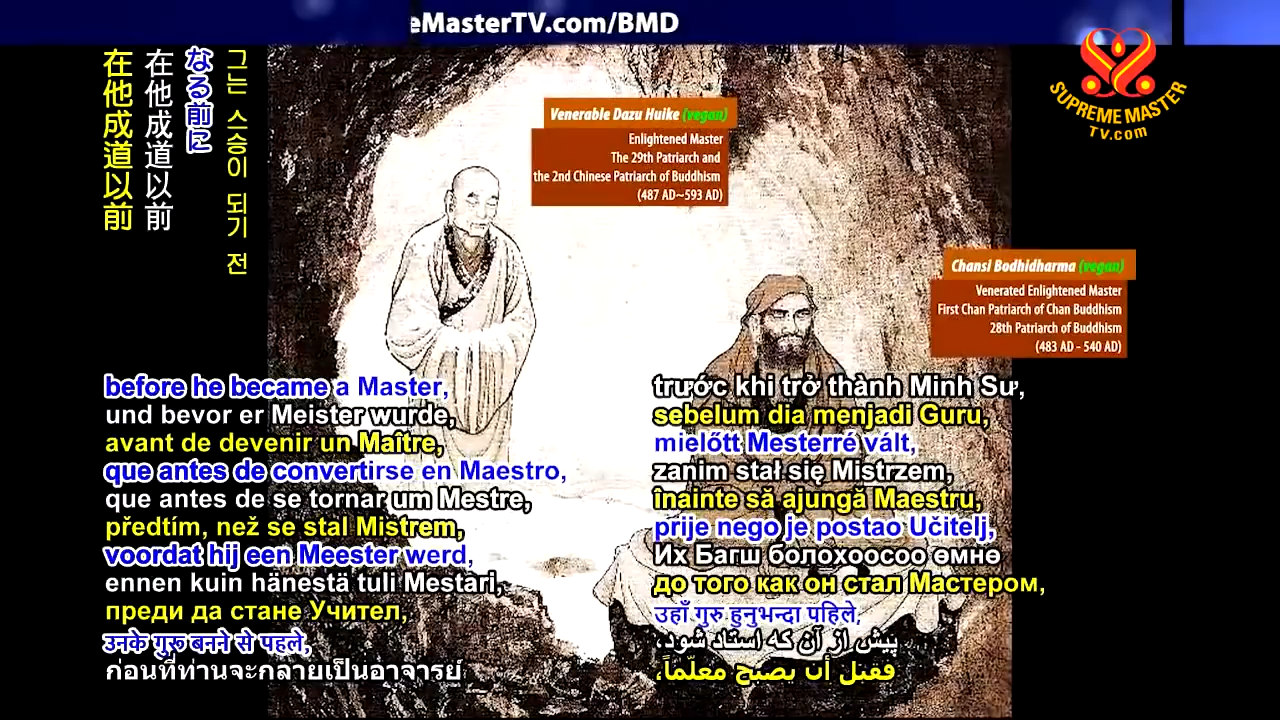 eMasterTV.com/BMD
SUPREME MASTER
TV.com
그는 스승이 되기 전
なる前に
在他成道以前
在他成道以前
Venerable Dazu Huike (vegan)
Enlightened Master
The 29th Patriarch and
the 2nd Chinese Patriarch of Buddhism
(487 AD~593 AD)
Chansi Bodhidharma (vegan)
Venerated Enlightened Master
First Chan Patriarch of Chan Buddhism
28th Patriarch of Buddhism
(483 AD - 540 AD)
before he became a Master,
und bevor er Meister wurde,
avant de devenir un Maître,
que antes de convertirse en Maestro,
que antes de se tornar um Mestre,
předtím, než se stal Mistrem,
voordat hij een Meester werd,
ennen kuin hänestä tuli Mestari,
преди да стане Учител,
उनके गुरू बनने से पहले,
ก่อนที่ท่านจะกลายเป็นอาจารย์
trước khi trở thành Minh Sư,
sebelum dia menjadi Guru,
mielőtt Mesterré vált,
zanim stał się Mistrzem,
înainte să ajungă Maestru,
prije nego je postao Učitelj,
Их Багш болохоосоо өмнө
до того как он стал Мастером,
उहाँ गुरु हुनुभन्दा पहिले,
پیش از آن که استاد شود،
فقبل أن يصبح معلّماً،